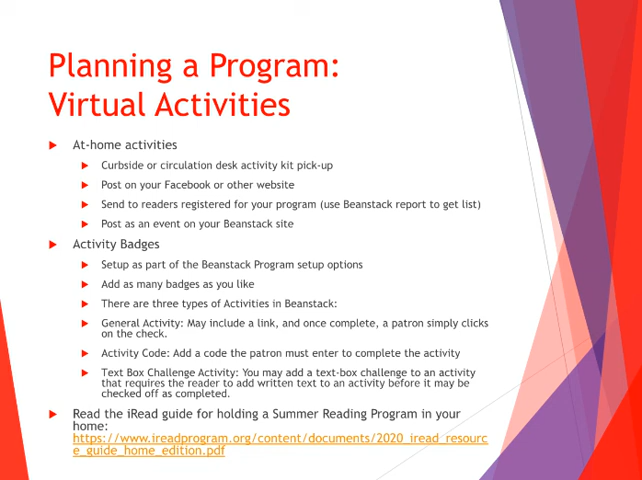 Planning a Program:
Virtual Activities
At-home activities
Curbside or circulation desk activity kit pick-up
Post on your Facebook or other website
Send to readers registered for your program (use Beanstack report to get list)
Post as an event on your Beanstack site
Activity Badges
Setup as part of the Beanstack Program setup options
Add as many badges as you like
There are three types of Activities in Beanstack:
General Activity: May include a link, and once complete, a patron simply clicks
on the check.
Activity Code: Add a code the patron must enter to complete the activity
Text Box Challenge Activity: You may add a text-box challenge to an activity
that requires the reader to add written text to an activity before it may be
checked off as completed.
Read the iRead guide for holding a Summer Reading Program in your
home:
https://www.ireadprogram.org/content/documents/2020_iread_resourc
e_guide_home_edition.pdf